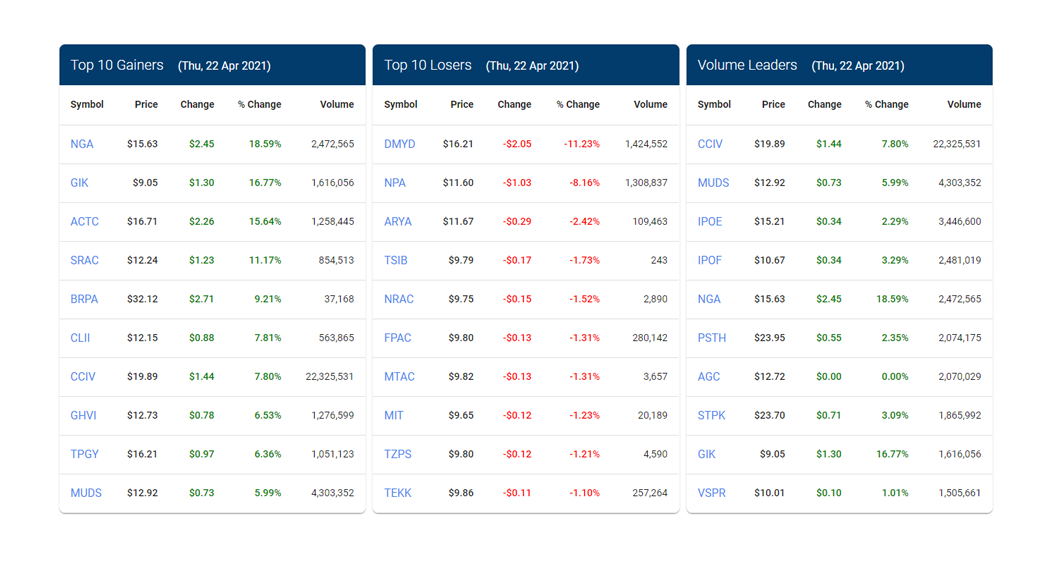 Top 10 Gainers (Thu, 22 Apr 2021)
Symbol Price Change % Change Volume
NGA $15.63 $2.45 18.59% 2,472,565
GIK $9.05 $1.30 16.77% 1,616,056
ACTC $16.71 $2.26 15.64% 1,258,445
SRAC $12.24 $1.23 11.17% 854,513
BRPA $32.12 $2.71 9.21% 37,168
CLII $12.15 $0.88 7.81% 563,865
CCIV $19.89 $1.44 7.80% 22,325,531
GHVI $12.73 $0.78 6.53% 1,276,599
TPGY $16.21 $0.97 6.36% 1,051,123
MUDS $12.92 $0.73 5.99% 4,303,352
Top 10 Losers (Thu, 22 Apr 2021)
Symbol Price Change % Change Volume
DMYD $16.21 -$2.05 -11.23% 1,424,552
NPA $11.60 -$1.03 -8.16% 1,308,837
ARYA $11.67 -$0.29 -2.42% 109,463
TSIB $9.79 -$0.17 -1.73% 243
NRAC $9.75 -$0.15 -1.52% 2,890
FPAC $9.80 -$0.13 -1.31% 280,142
MTAC $9.82 -$0.13 -1.31% 3,657
MIT $9.65 -$0.12 -1.23% 20,189
TZPS $9.80 -$0.12 -1.21% 4,590
TEKK $9.86 -$0.11 -1.10% 257,264
Volume Leaders (Thu, 22 Apr 2021)
Symbol Price Change % Change Volume
CCIV $19.89 $1.44 7.80% 22,325,531
MUDS $12.92 $0.73 5.99% 4,303,352
IPOE $15.21 $0.34 2.29% 3,446,600
IPOF $10.67 $0.34 3.29% 2,481,019
NGA $15.63 $2.45 18.59% 2,472,565
PSTH $23.95 $0.55 2.35% 2,074,175
AGC $12.72 $0.00 0.00% 2,070,029
STPK $23.70 $0.71 3.09% 1,865,992
GIK $9.05 $1.30 16.77% 1,616,056
VSPR $10.01 $0.10 1.01% 1,505,661